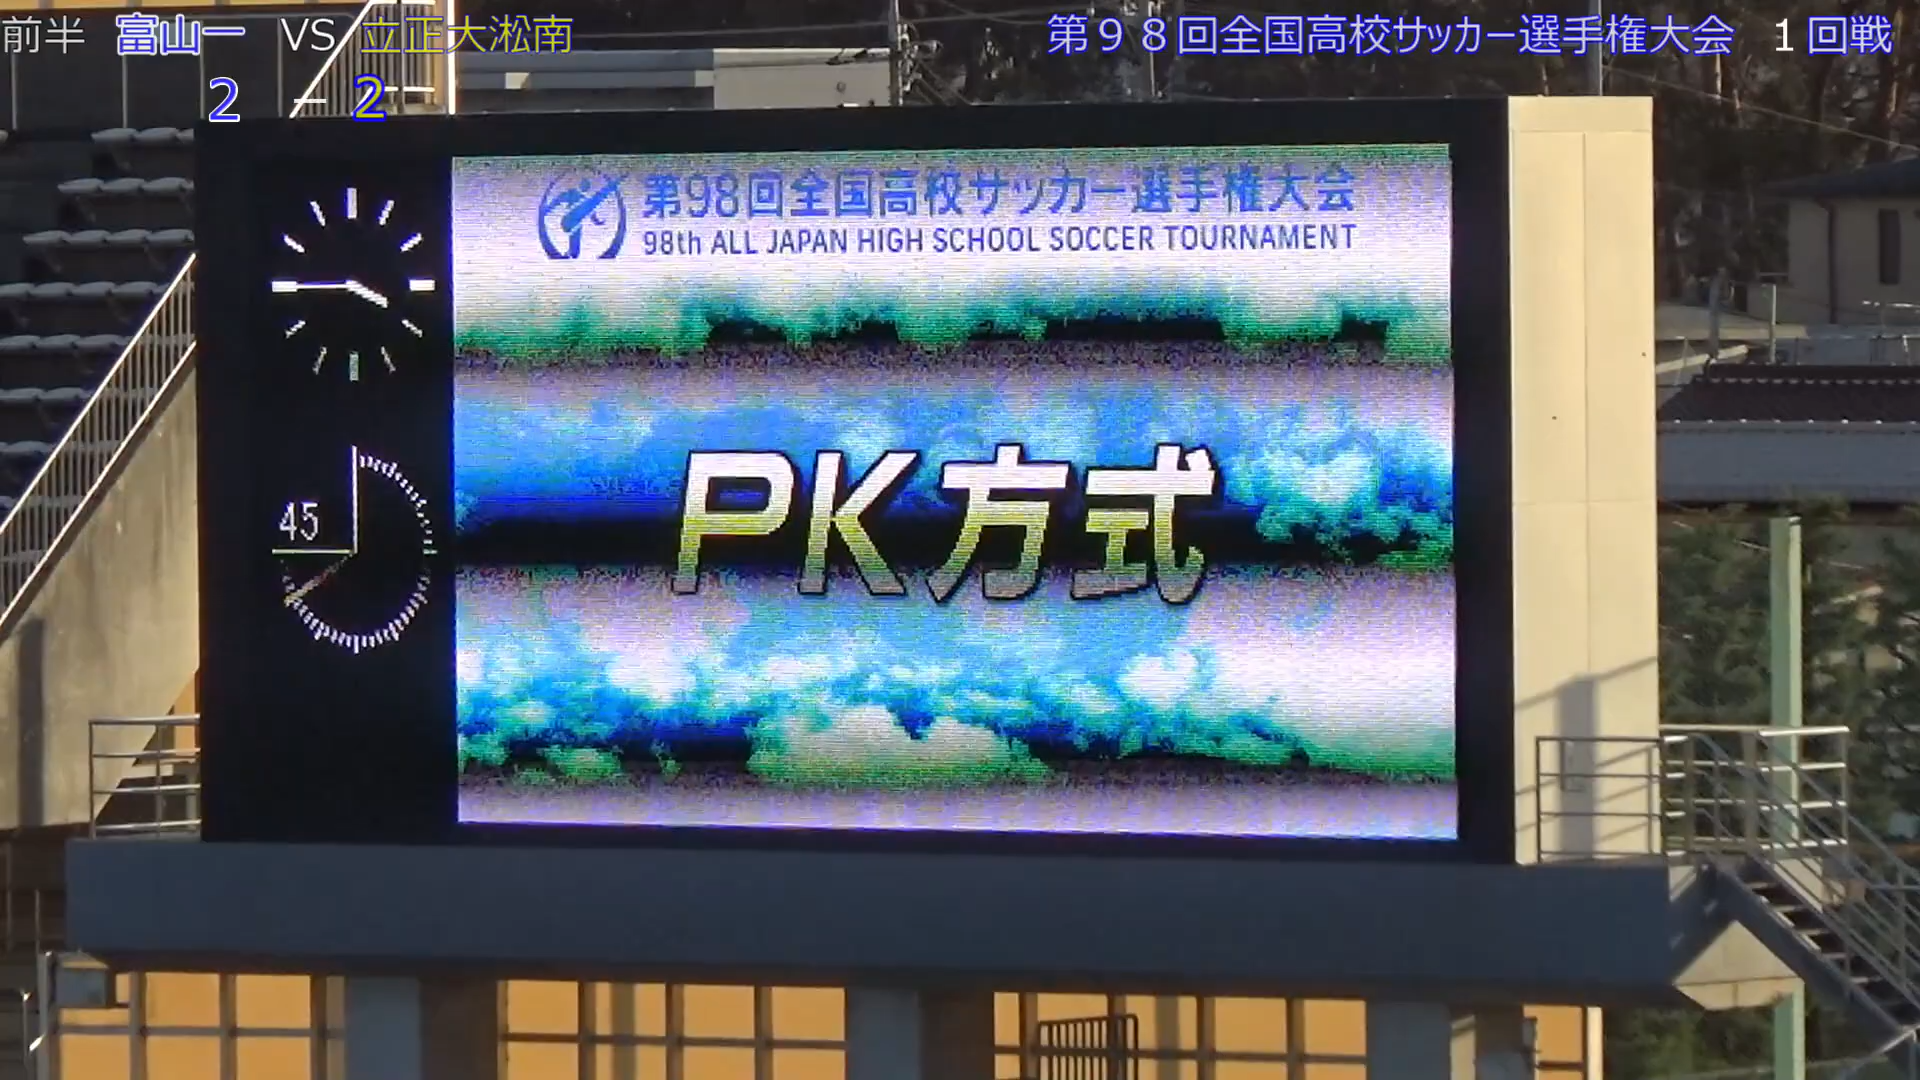 前半 富山一 VS 立正大淞南
2 － 2
第９８回全国高校サッカー選手権大会 1回戦
第98回全国高校サッカー選手権大会
98th ALL JAPAN HIGH SCHOOL SOCCER TOURNAMENT
45
PK方式